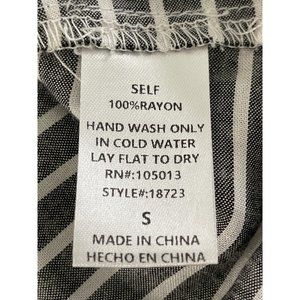 SELF
100%RAYON
HAND WASH ONLY
IN COLD WATER
LAY FLAT TO DRY
RN#:105013
STYLE#:18723
S
MADE IN CHINA
HECHO EN CHINA